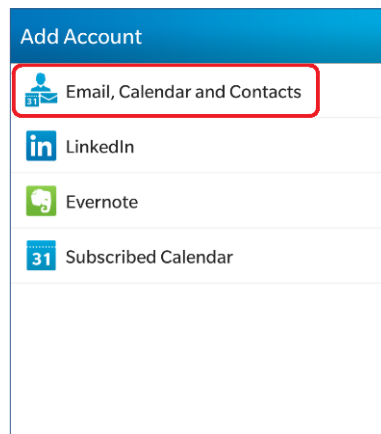 Add Account
31 Email, Calendar and Contacts
in LinkedIn
Evernote
31 Subscribed Calendar